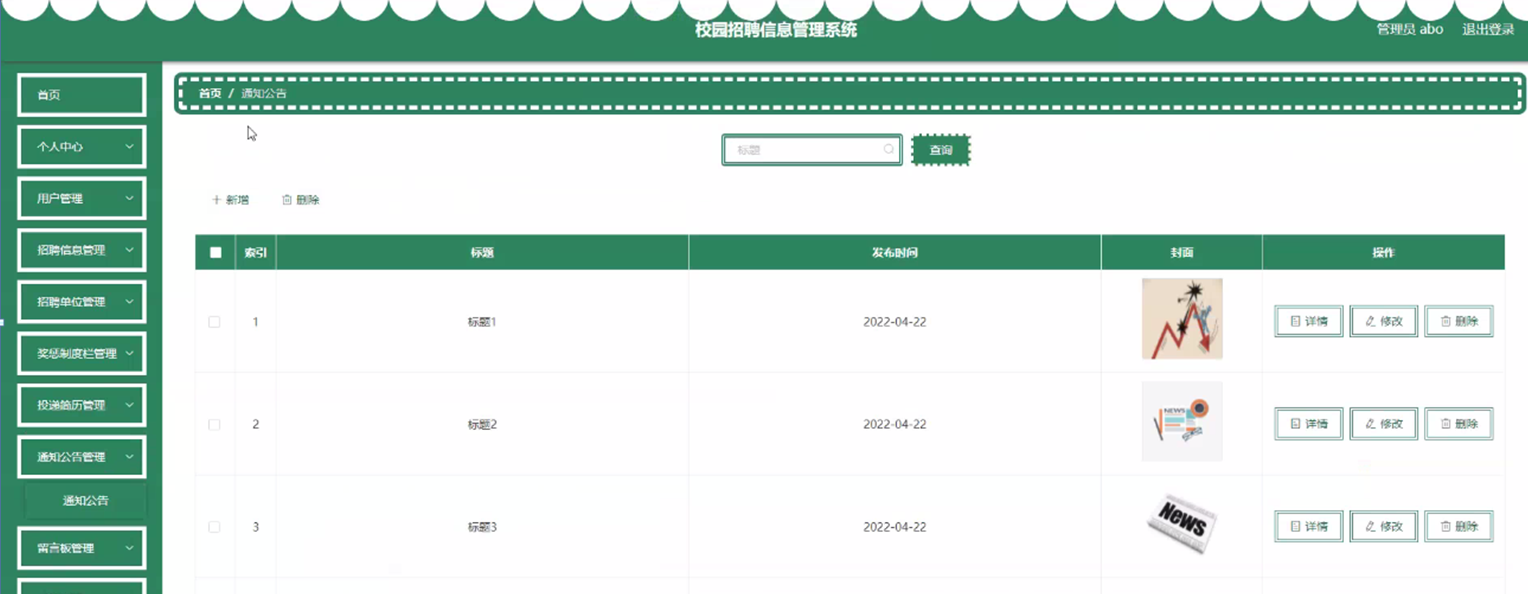 校园招聘信息管理系统
管理员 abo 退出登录
首页
个人中心
用户管理
招聘信息管理
招聘单位管理
奖惩制度栏管理
投递简历管理
通知公告管理
通知公告
留言板管理
首页 / 通知公告
标题 查询
新增 删除
索引 标题 发布时间 封面 操作
1 标题1 2022-04-22 详情 修改 删除
2 标题2 2022-04-22 NEWS 详情 修改 删除
3 标题3 2022-04-22 News 详情 修改 删除